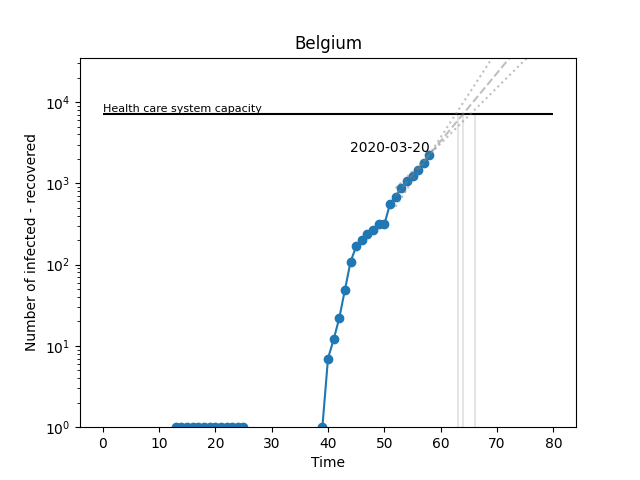 Belgium
10^4
Health care system capacity
2020-03-20
10^3
10^2
10^1
10^0
Number of infected - recovered
0 10 20 30 40 50 60 70 80
Time